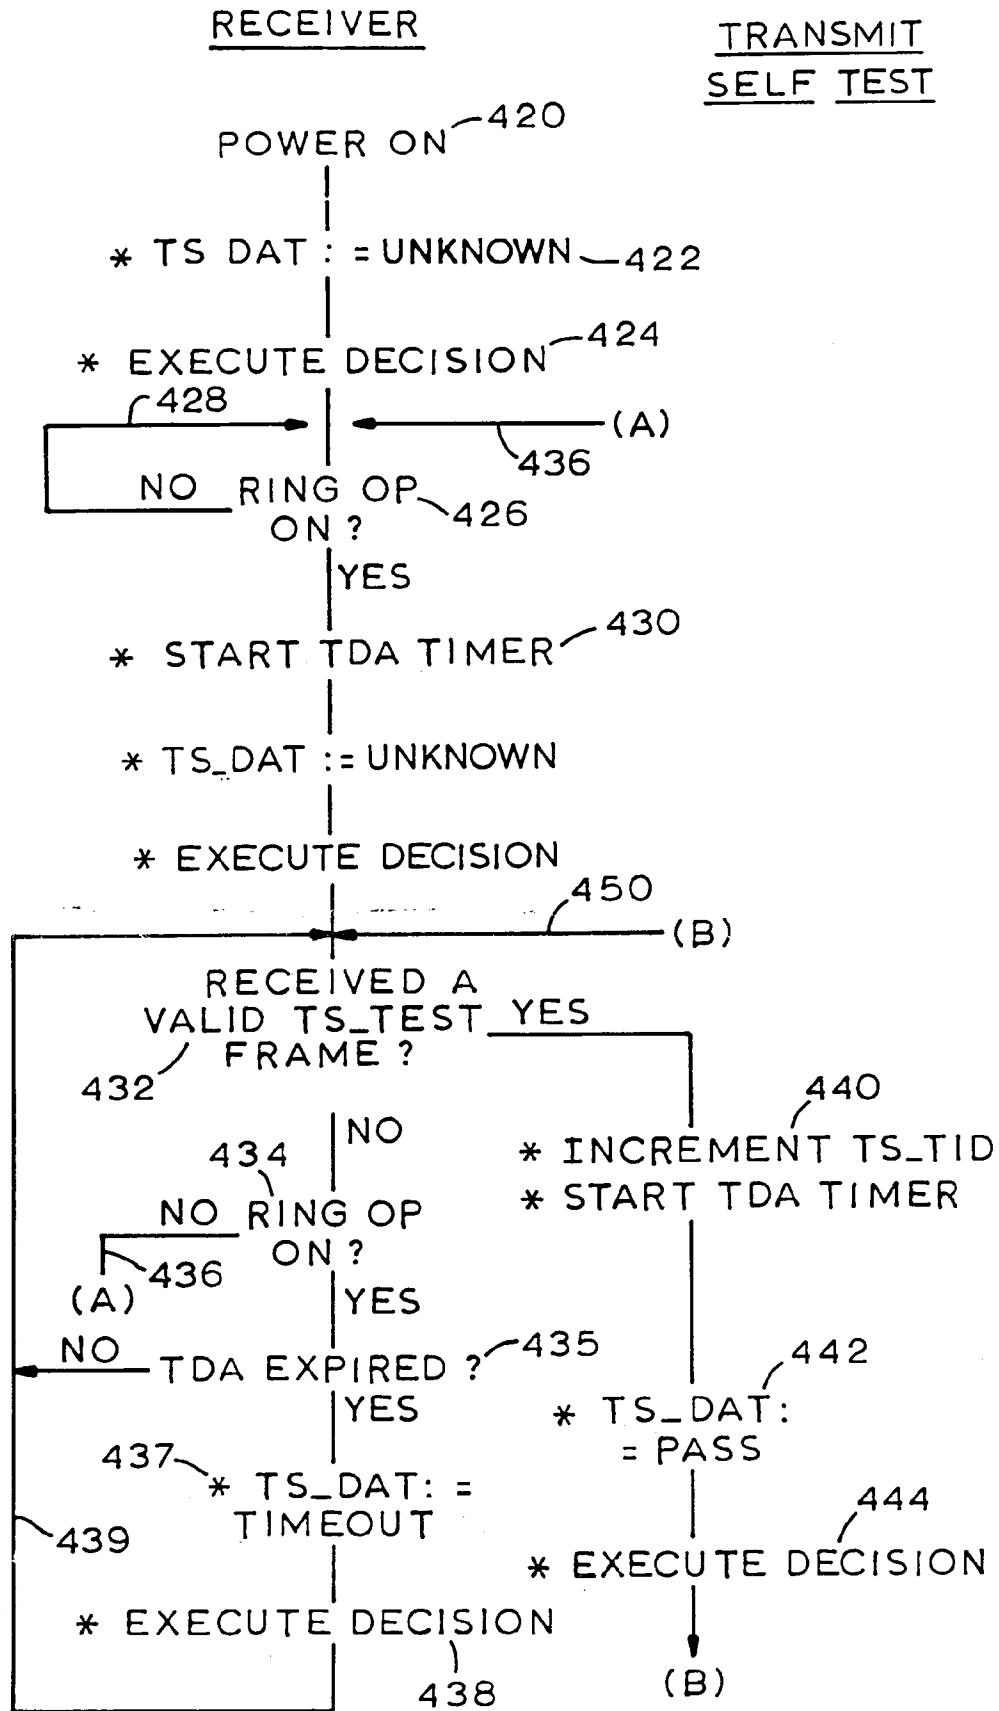 RECEIVER
TRANSMIT
SELF TEST
POWER ON 420
* TS DAT : = UNKNOWN 422
* EXECUTE DECISION 424
428
(A)
436
NO RING OP 426
ON ?
YES
* START TDA TIMER 430
* TS_DAT := UNKNOWN
* EXECUTE DECISION
450
(B)
RECEIVED A
VALID TS_TEST YES
FRAME ?
432
NO
440
* INCREMENT TS_TID
* START TDA TIMER
434
NO RING OP
ON ?
436
(A)
YES
NO TDA EXPIRED ? 435
YES
442
* TS_DAT:
= PASS
437
* TS_DAT: =
TIMEOUT
439
444
* EXECUTE DECISION
* EXECUTE DECISION
438
(B)